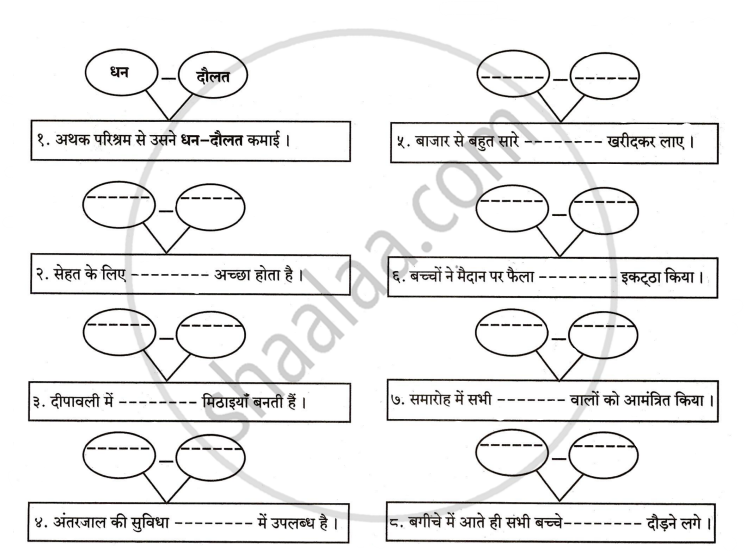 धन – दौलत
१. अथक परिश्रम से उसने धन–दौलत कमाई ।
२. सेहत के लिए --------- अच्छा होता है ।
३. दीपावली में -------- मिठाइयाँ बनती हैं ।
४. अंतरजाल की सुविधा --------- में उपलब्ध है ।
५. बाजार से बहुत सारे --------- खरीदकर लाए ।
६. बच्चों ने मैदान पर फैला --------- इकट्ठा किया ।
७. समारोह में सभी -------- वालों को आमंत्रित किया ।
८. बगीचे में आते ही सभी बच्चे--------- दौड़ने लगे ।
shaalaa.com